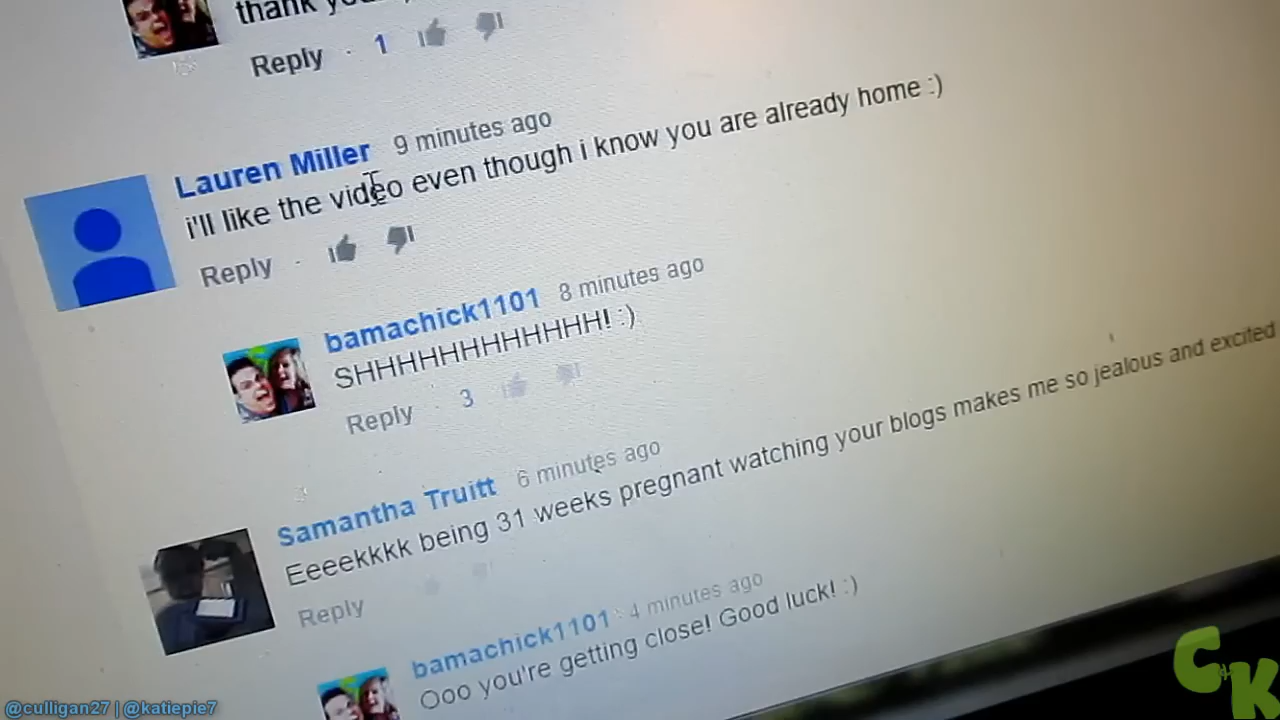 thank
Reply · 1
Lauren Miller 9 minutes ago
i'll like the video even though i know you are already home :)
Reply ·
bamachick1101 8 minutes ago
SHHHHHHHHHHHH! :)
Reply · 3
Samantha Truitt 6 minutes ago
Eeeekkkk being 31 weeks pregnant watching your blogs makes me so jealous and excited
Reply
bamachick1101 4 minutes ago
Ooo you're getting close! Good luck! :)
C+K
@culligan27 | @katiepie7